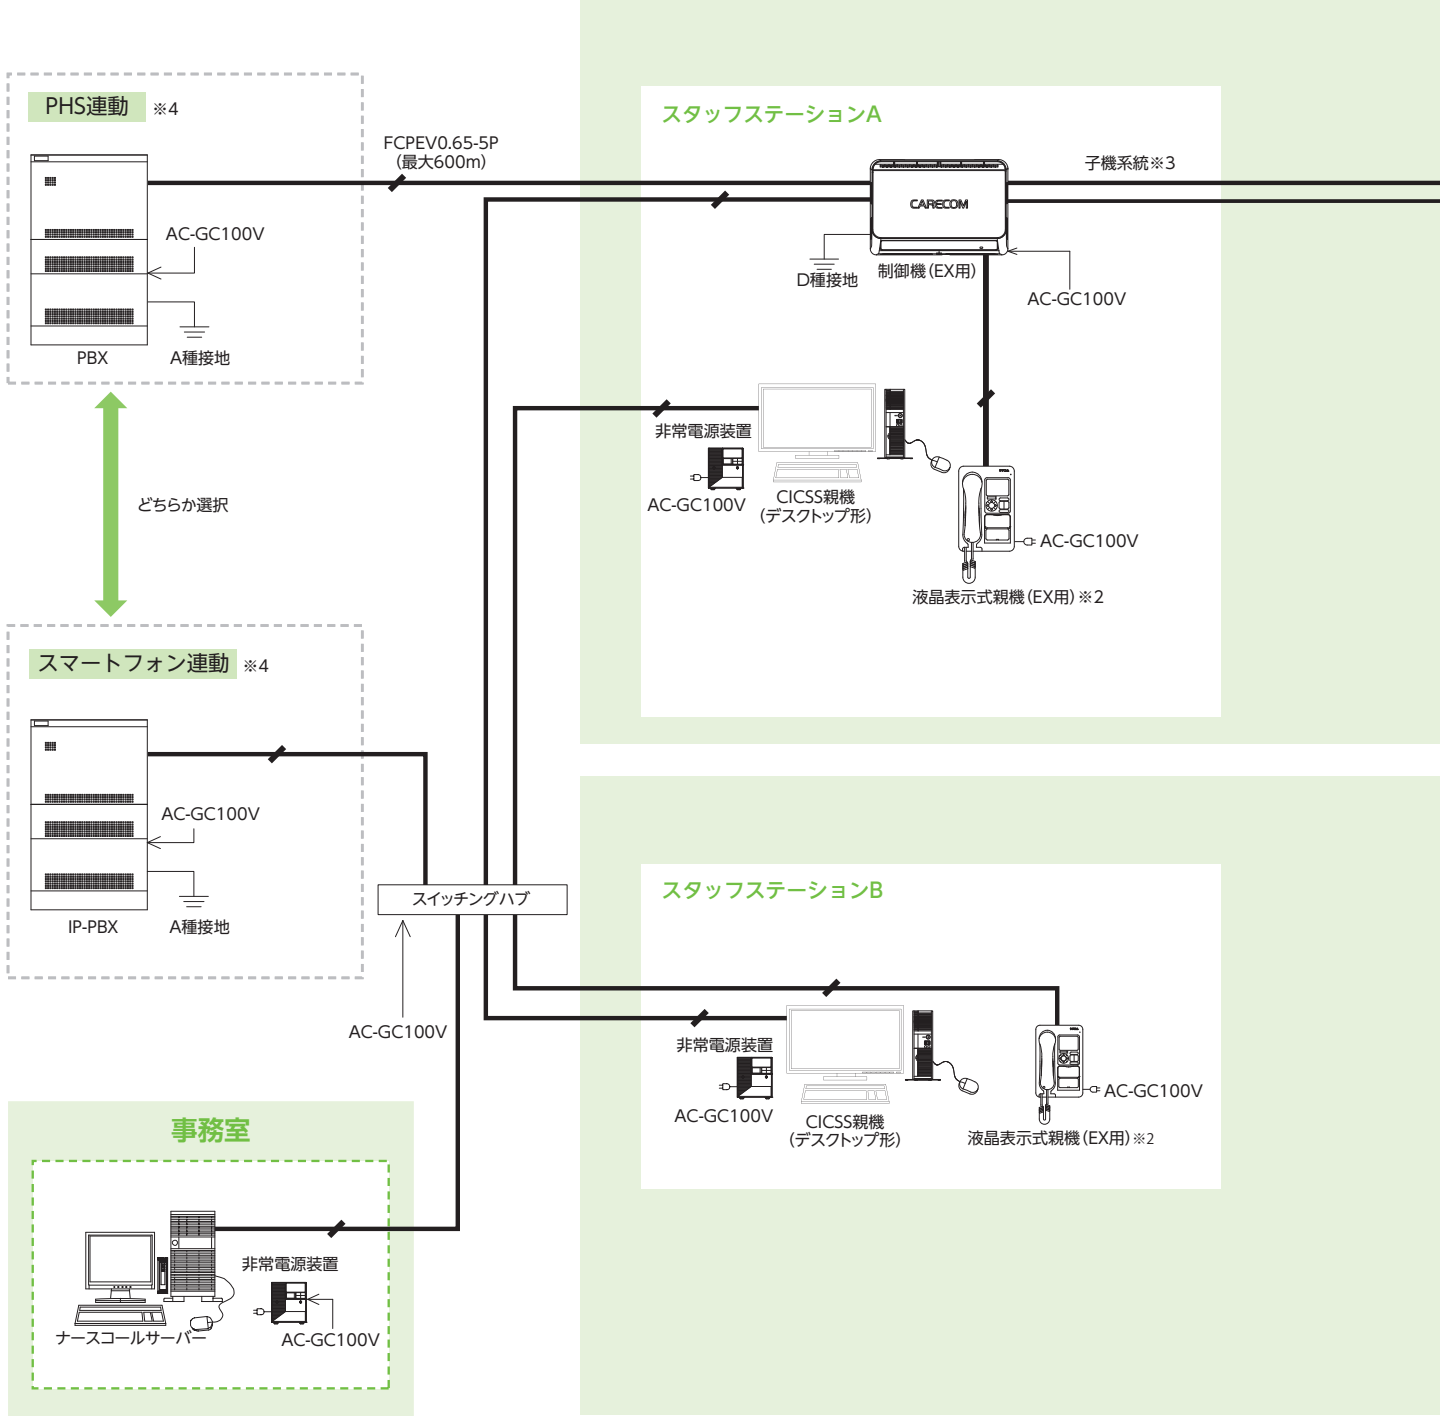 PHS連動 ※4
FCPEV0.65-5P
(最大600m)
AC-GC100V
PBX
A種接地
どちらか選択
スマートフォン連動 ※4
AC-GC100V
IP-PBX
A種接地
スイッチングハブ
AC-GC100V
事務室
非常電源装置
ナースコールサーバー
AC-GC100V
スタッフステーションA
子機系統※3
CARECOM
D種接地
制御機(EX用)
AC-GC100V
非常電源装置
AC-GC100V
CICSS親機
(デスクトップ形)
AC-GC100V
液晶表示式親機(EX用)※2
スタッフステーションB
非常電源装置
AC-GC100V
CICSS親機
(デスクトップ形)
AC-GC100V
液晶表示式親機(EX用)※2